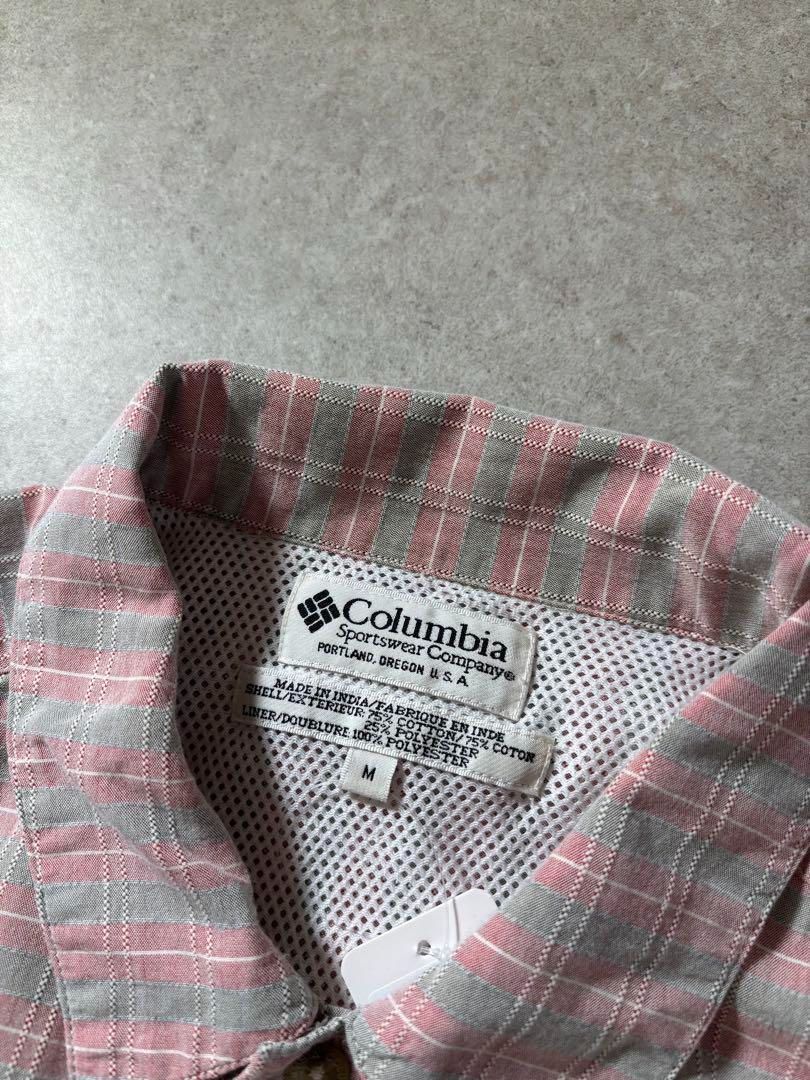 Columbia
Sportswear Company®
PORTLAND, OREGON U.S.A.
MADE IN INDIA/FABRIQUE EN INDE
SHELL/EXTERIEUR: 75% COTTON/75% COTON
25% POLYESTER
LINER/DOUBLURE: 100% POLYESTER
POLYESTER
M